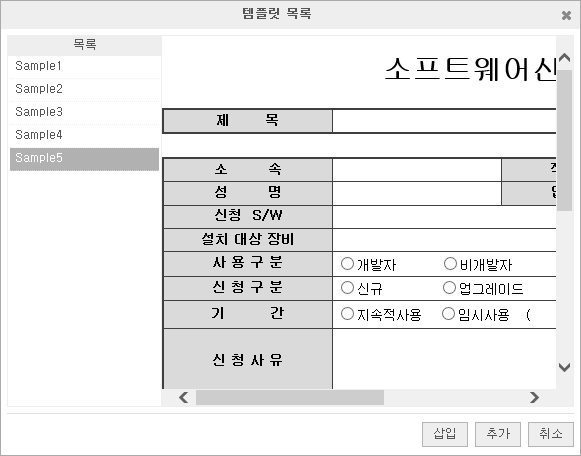 템플릿 목록
목록
Sample1
Sample2
Sample3
Sample4
Sample5
소프트웨어신
제 목
소 속
성 명
신청 S/W
설치 대상 장비
사 용 구 분 개발자 비개발자
신 청 구 분 신규 업그레이드
기 간 지속적사용 임시사용 (
신 청 사 유
삽입 추가 취소